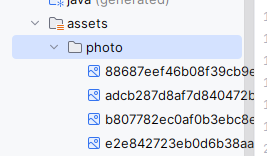 java (generated)
assets
photo
88687eef46b08f39cb9e
adcb287d8af7d840472b
b807782ec0af0b3ebc8e
e2e842723eb0d6b38aa